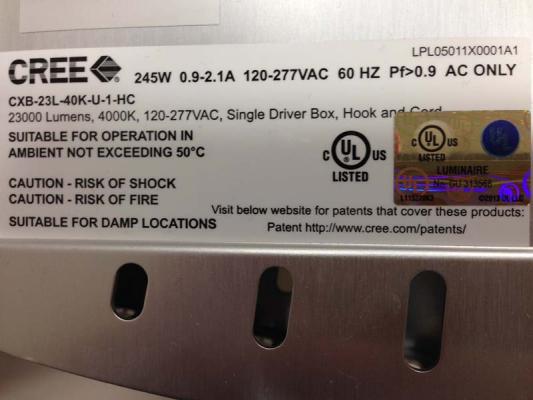 LPL05011X0001A1
CREE 245W 0.9-2.1A 120-277VAC 60 HZ Pf>0.9 AC ONLY
CXB-23L-40K-U-1-HC
23000 Lumens, 4000K, 120-277VAC, Single Driver Box, Hook and Cord
SUITABLE FOR OPERATION IN
AMBIENT NOT EXCEEDING 50°C
C UL US
LISTED
C UL US
LISTED
LUMINAIRE
CAUTION - RISK OF SHOCK
CAUTION - RISK OF FIRE
SUITABLE FOR DAMP LOCATIONS
Visit below website for patents that cover these products:
Patent http://www.cree.com/patents/